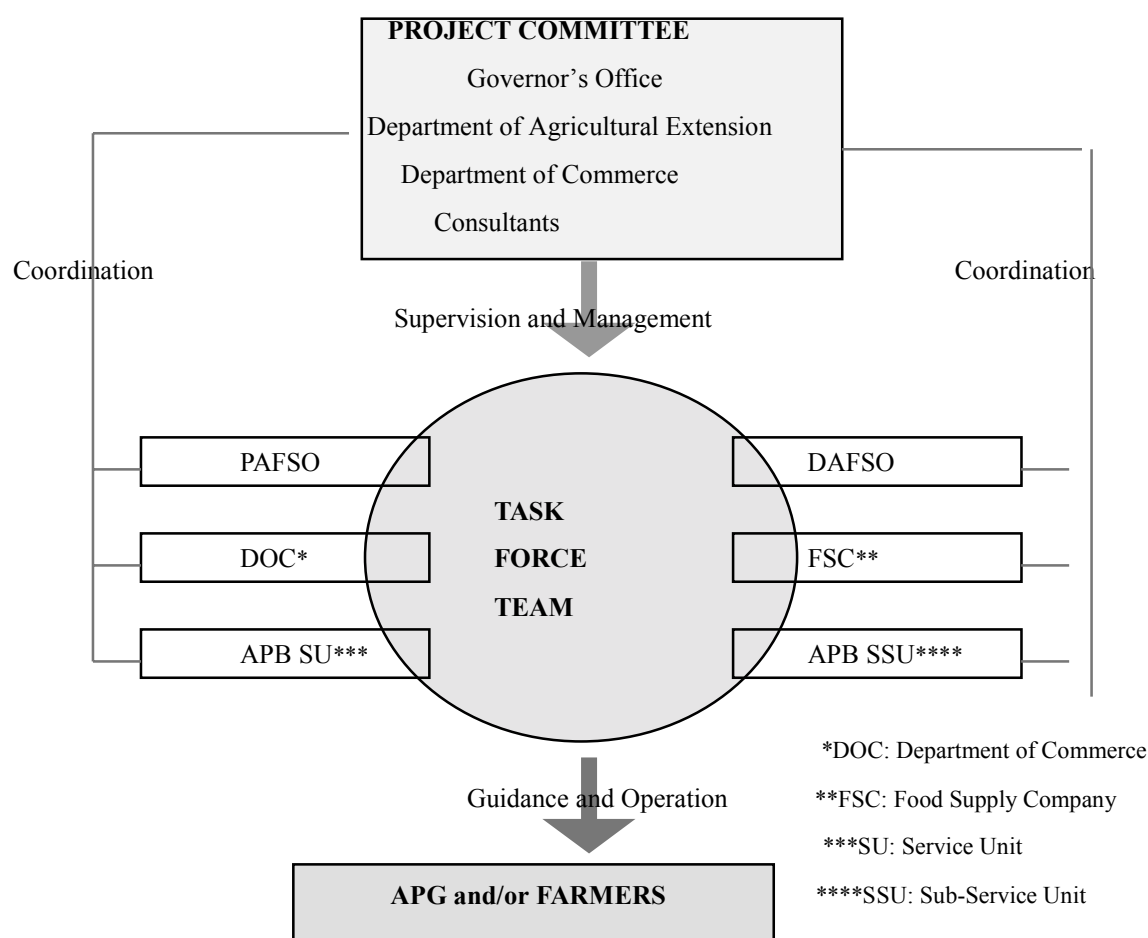 PROJECT COMMITTEE
Governor’s Office
Department of Agricultural Extension
Department of Commerce
Consultants
Coordination
Coordination
Supervision and Management
PAFSO
DAFSO
TASK
DOC*
FORCE
FSC**
TEAM
APB SU***
APB SSU****
*DOC: Department of Commerce
Guidance and Operation
**FSC: Food Supply Company
***SU: Service Unit
APG and/or FARMERS
****SSU: Sub-Service Unit